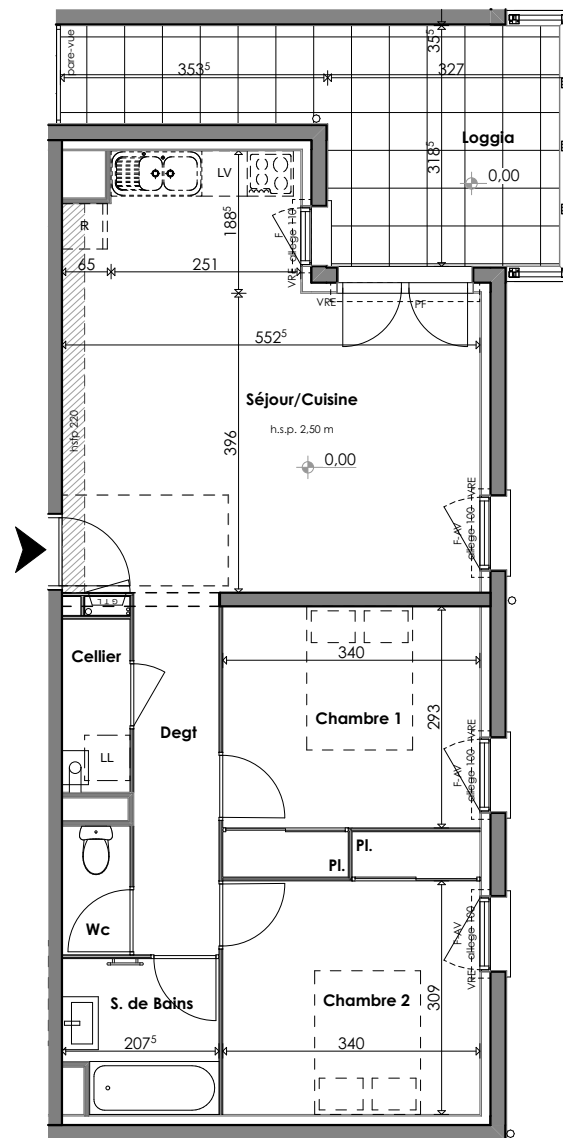 pare-vue
353⁵
35⁵
327
Loggia
318⁵
0,00
LV
R
188⁵
F
VRE allège 110
65
251
VRE
PF
552⁵
Séjour/Cuisine
h.s.p. 2,50 m
hsfp 220
396
0,00
F-AV
allège 100 VRE
GTL
Cellier
340
Degt
Chambre 1
293
F-AV
allège 100 VRE
LL
Pl.
Pl.
Wc
F-AV
VRE allège 100
S. de Bains
Chambre 2
309
207⁵
340